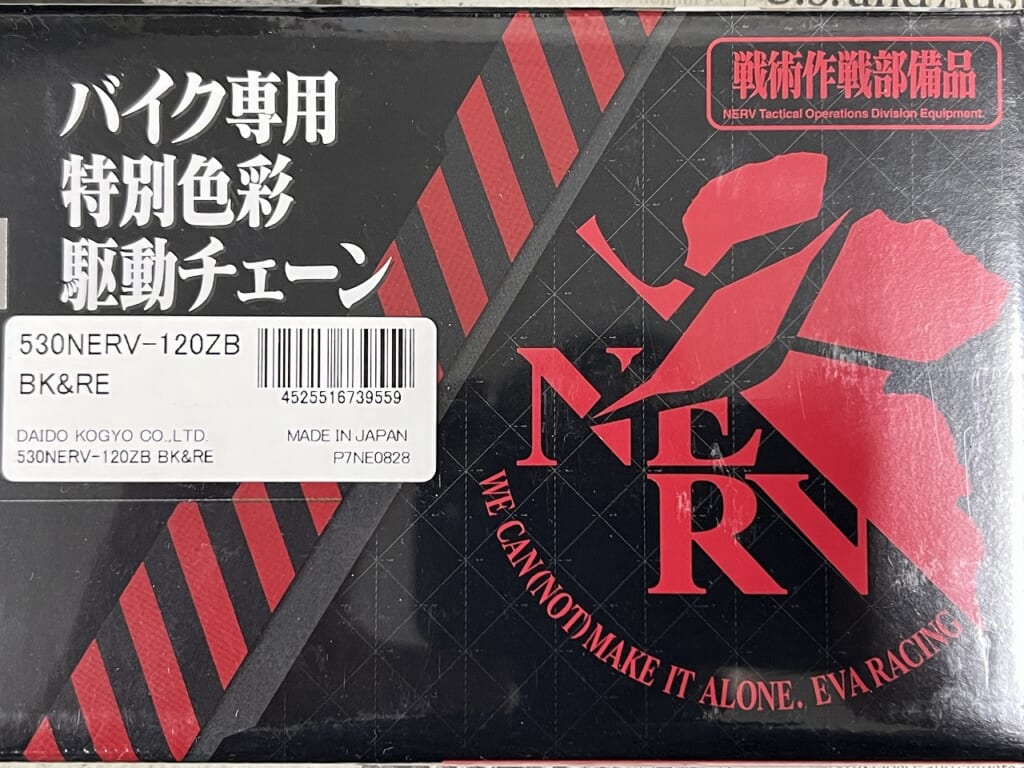 バイク専用
特別色彩
駆動チェーン
戦術作戦部備品
NERV Tactical Operations Division Equipment.
530NERV-120ZB
BK&RE
4525516739559
DAIDO KOGYO CO.,LTD.
MADE IN JAPAN
530NERV-120ZB BK&RE
P7NE0828
NERV
WE CAN(NOT)MAKE IT ALONE. EVA RACING